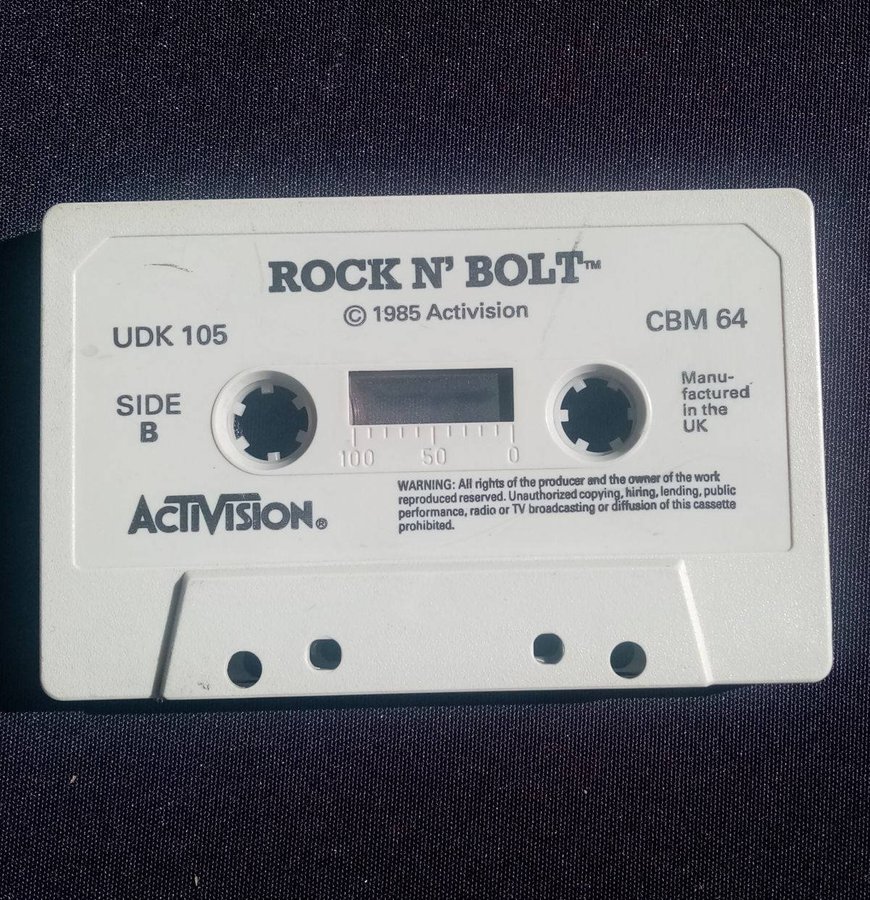 ROCK N' BOLT™
© 1985 Activision
UDK 105
CBM 64
SIDE
B
Manu-
factured
in the
UK
100 50 0
ACTIVISION®
WARNING: All rights of the producer and the owner of the work
reproduced reserved. Unauthorized copying, hiring, lending, public
performance, radio or TV broadcasting or diffusion of this cassette
prohibited.